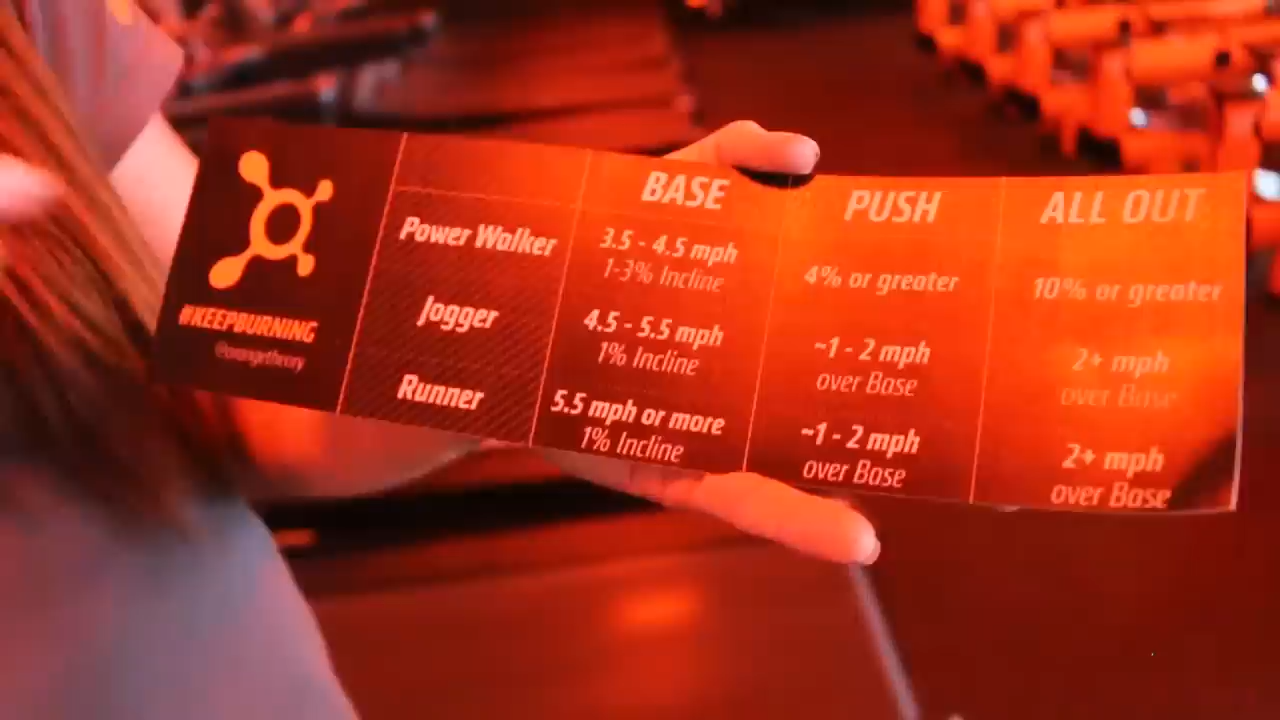 #KEEPBURNING
@orangetheory
BASE
PUSH
ALL OUT
Power Walker
3.5 - 4.5 mph
1-3% Incline
4% or greater
10% or greater
Jogger
4.5 - 5.5 mph
1% Incline
~1 - 2 mph
over Base
2+ mph
over Base
Runner
5.5 mph or more
1% Incline
~1 - 2 mph
over Base
2+ mph
over Base